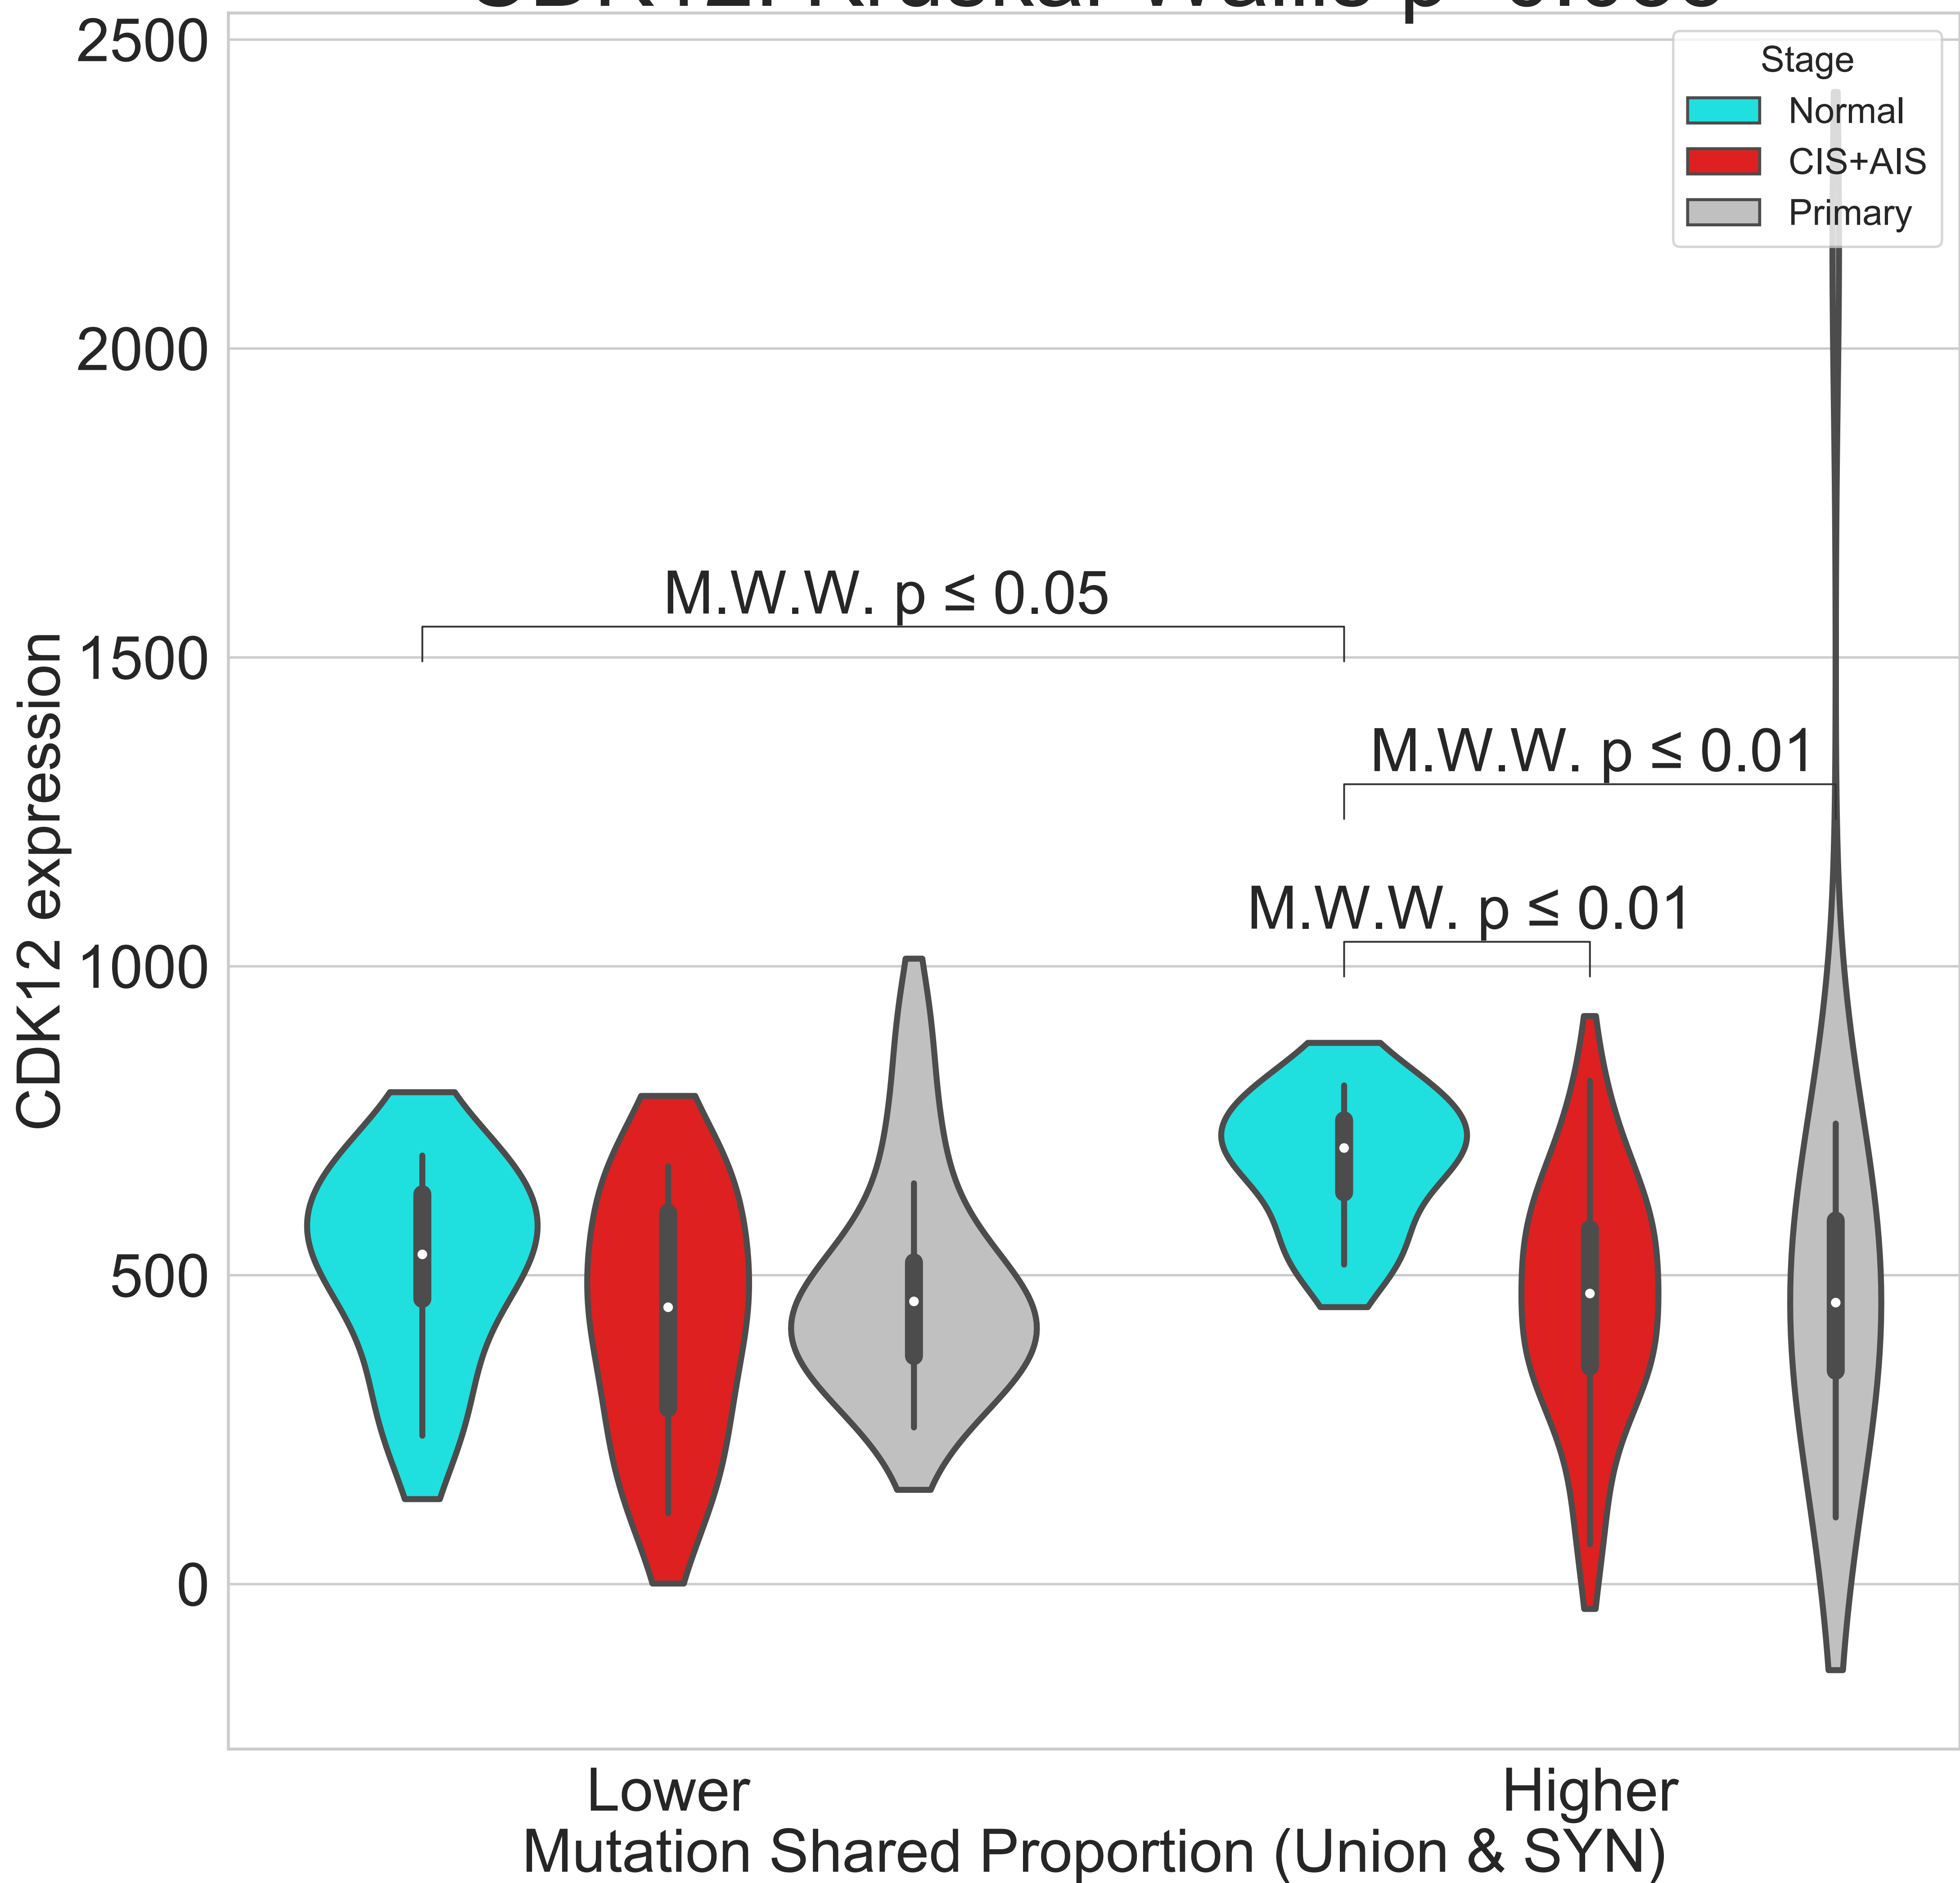 2500
2000
1500
1000
500
0
CDK12 expression
Stage
Normal
CIS+AIS
Primary
M.W.W. p ≤ 0.05
M.W.W. p ≤ 0.01
M.W.W. p ≤ 0.01
Lower
Higher
Mutation Shared Proportion (Union & SYN)